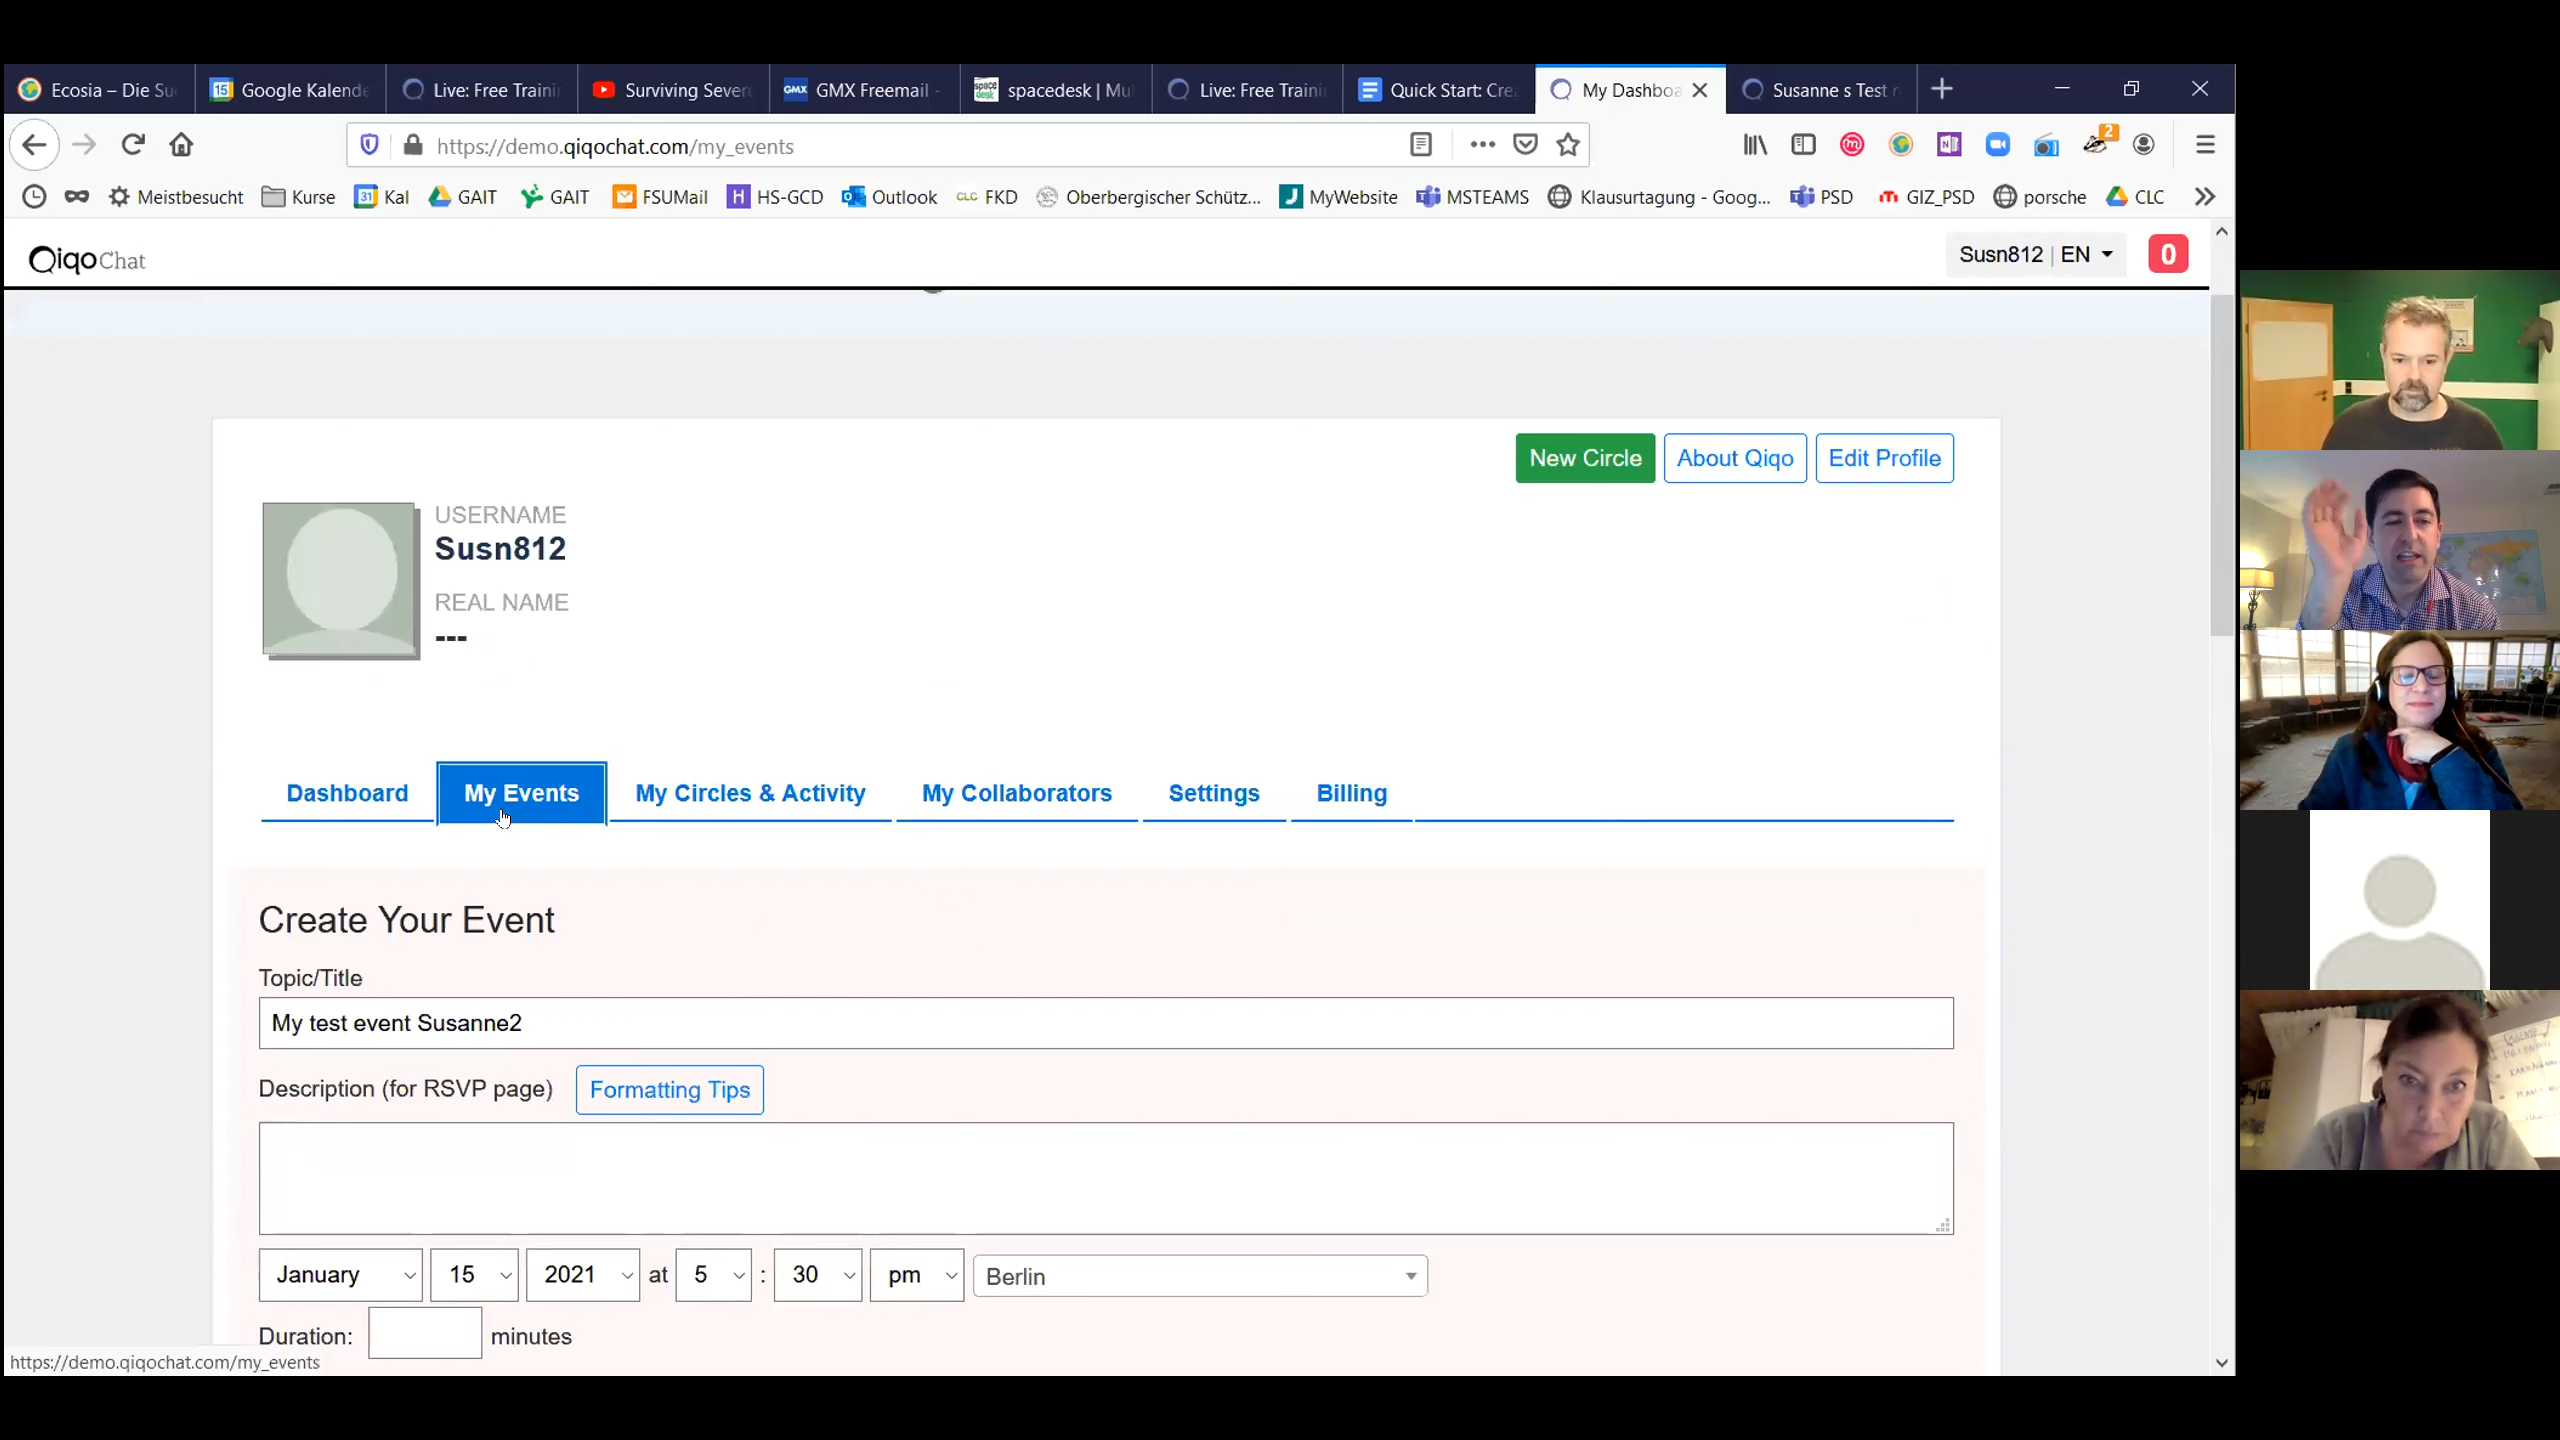 Ecosia – Die Su
Google Kalende
Live: Free Traini
Surviving Sever
GMX Freemail -
spacedesk | Mul
Live: Free Traini
Quick Start: Cre
My Dashboa
Susanne s Test r
https://demo.qiqochat.com/my_events
2
Meistbesucht
Kurse
Kal
GAIT
GAIT
FSUMail
HS-GCD
Outlook
CLC FKD
Oberbergischer Schütz...
MyWebsite
MSTEAMS
Klausurtagung - Goog...
PSD
GIZ_PSD
porsche
CLC
QiqoChat
Susn812 | EN
0
New Circle
About Qiqo
Edit Profile
USERNAME
Susn812
REAL NAME
---
Dashboard
My Events
My Circles & Activity
My Collaborators
Settings
Billing
Create Your Event
Topic/Title
My test event Susanne2
Description (for RSVP page)
Formatting Tips
January
15
2021
at
5
:
30
pm
Berlin
Duration:
minutes
https://demo.qiqochat.com/my_events